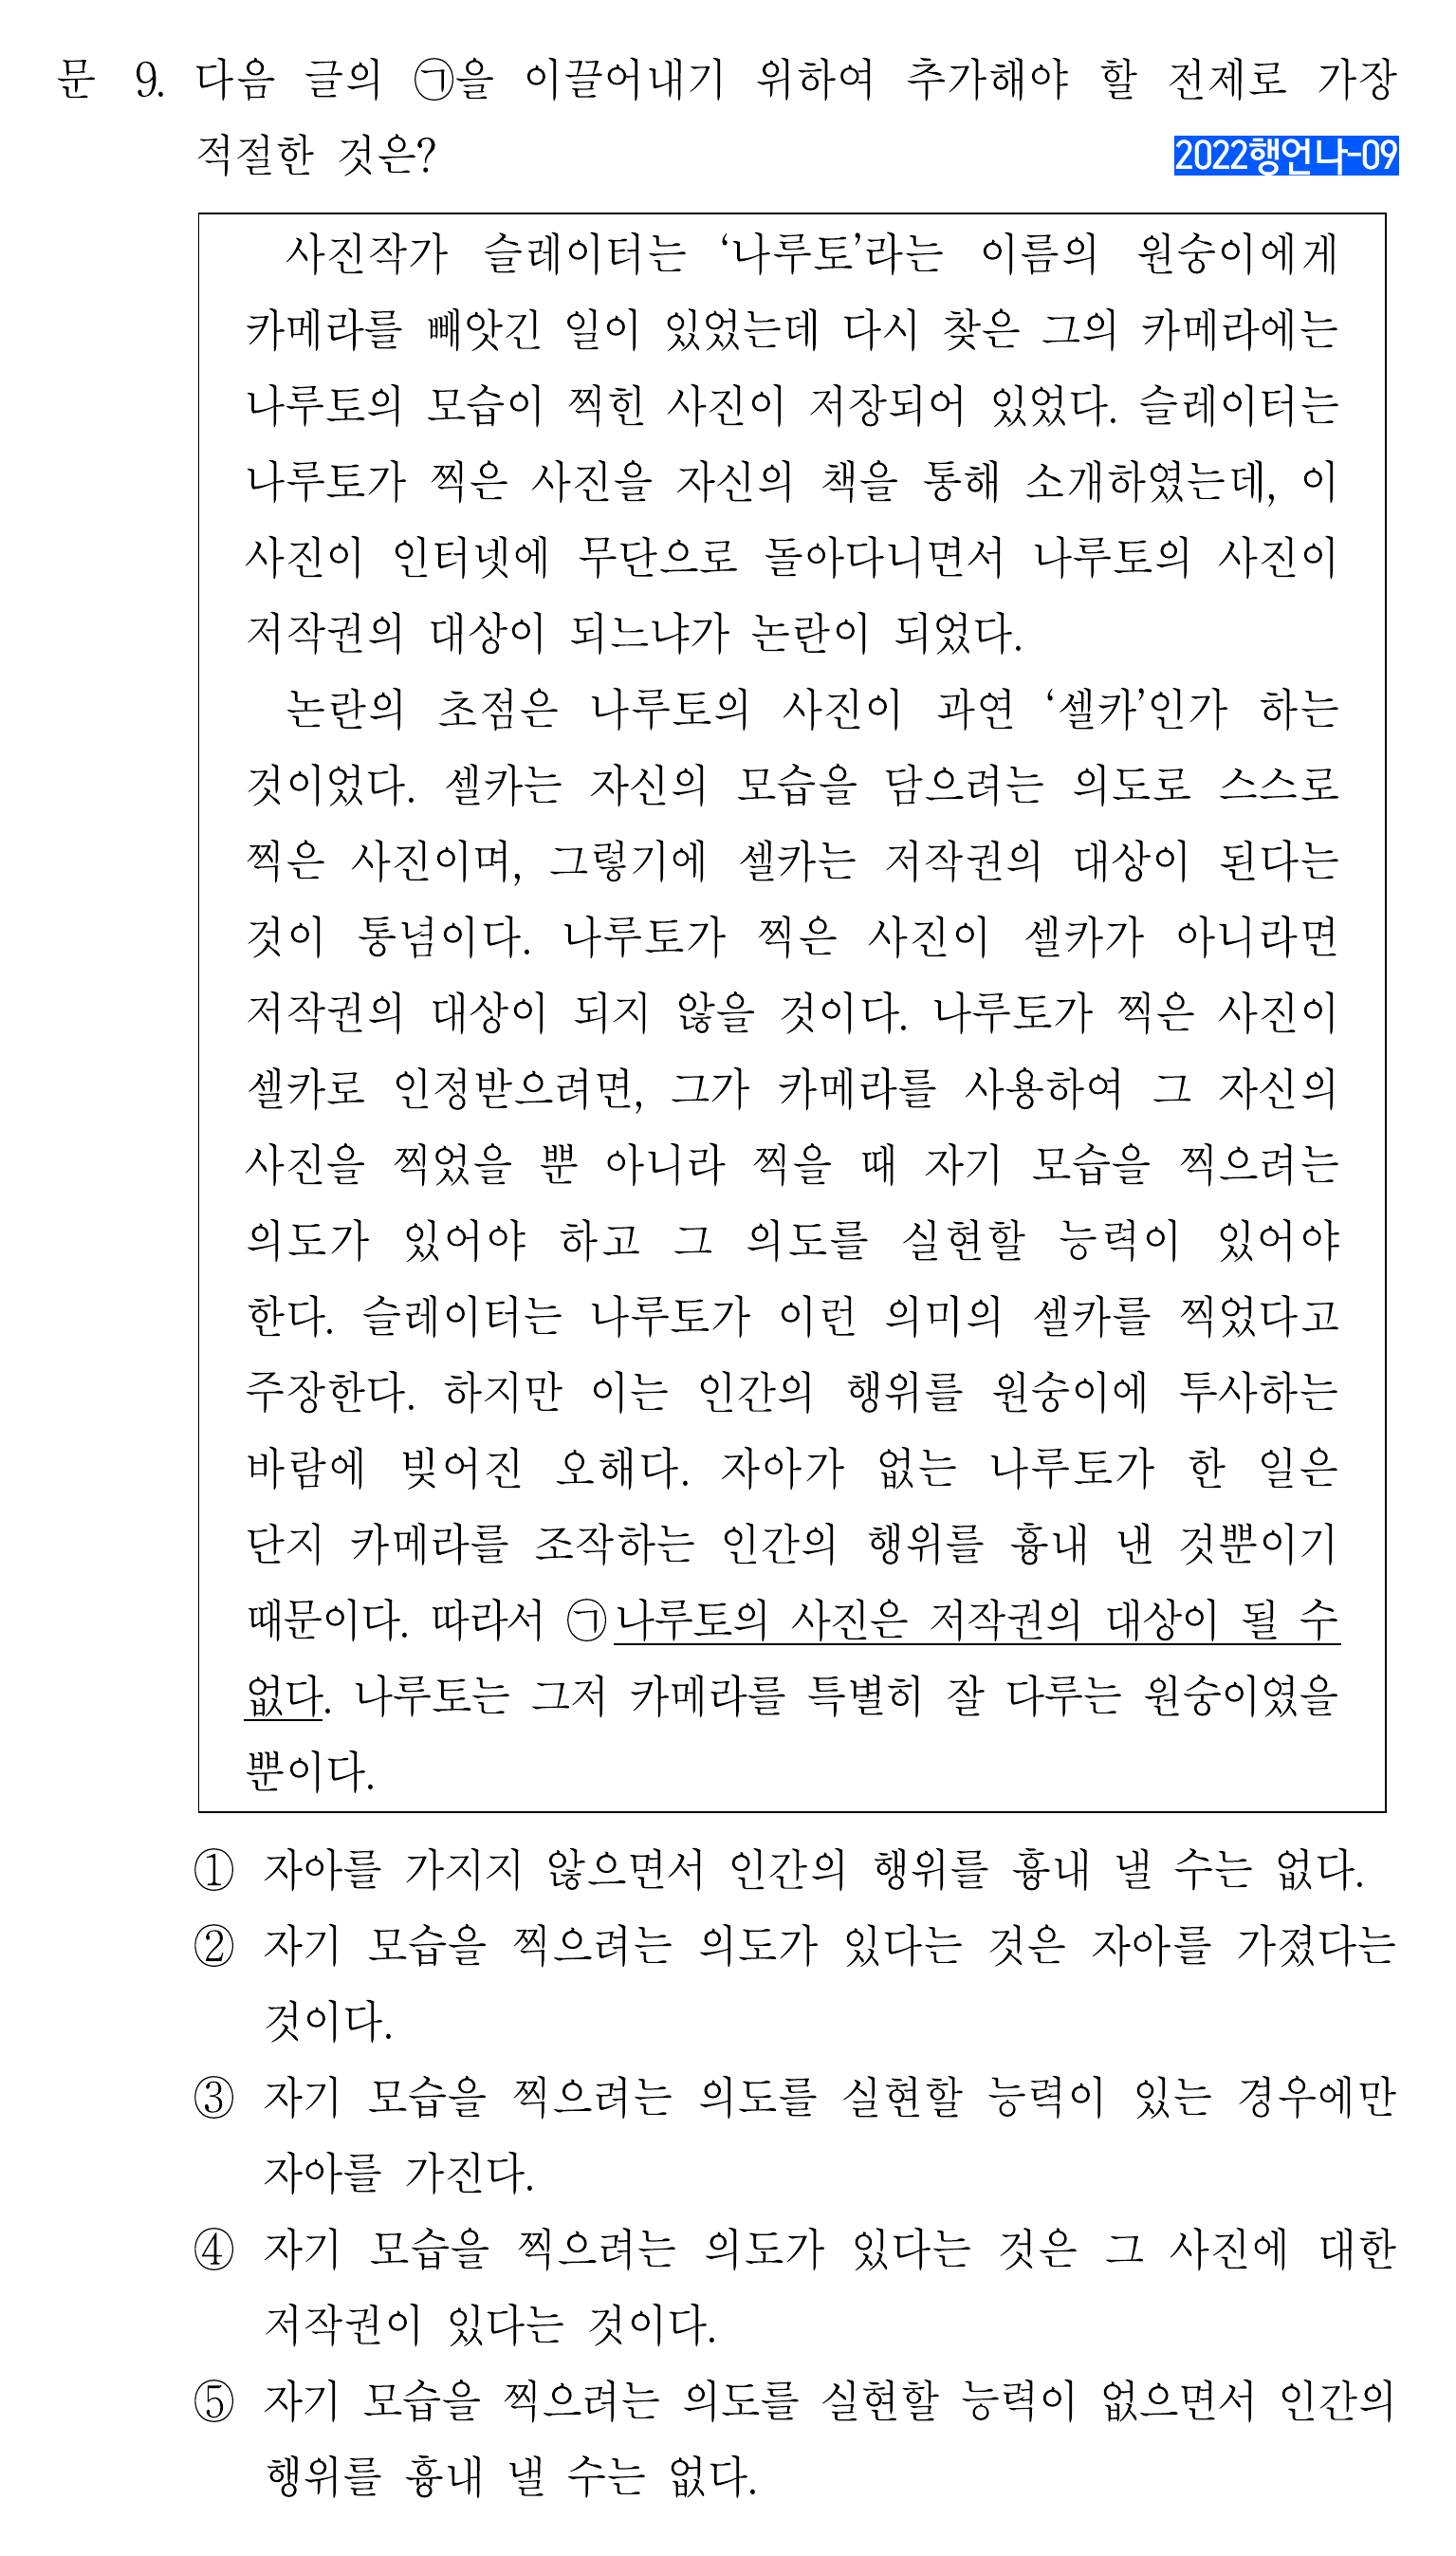 문 9. 다음 글의 ㉠을 이끌어내기 위하여 추가해야 할 전제로 가장
적절한 것은?
2022행언나-09
사진작가 슬레이터는 ‘나루토’라는 이름의 원숭이에게
카메라를 빼앗긴 일이 있었는데 다시 찾은 그의 카메라에는
나루토의 모습이 찍힌 사진이 저장되어 있었다. 슬레이터는
나루토가 찍은 사진을 자신의 책을 통해 소개하였는데, 이
사진이 인터넷에 무단으로 돌아다니면서 나루토의 사진이
저작권의 대상이 되느냐가 논란이 되었다.
논란의 초점은 나루토의 사진이 과연 ‘셀카’인가 하는
것이었다. 셀카는 자신의 모습을 담으려는 의도로 스스로
찍은 사진이며, 그렇기에 셀카는 저작권의 대상이 된다는
것이 통념이다. 나루토가 찍은 사진이 셀카가 아니라면
저작권의 대상이 되지 않을 것이다. 나루토가 찍은 사진이
셀카로 인정받으려면, 그가 카메라를 사용하여 그 자신의
사진을 찍었을 뿐 아니라 찍을 때 자기 모습을 찍으려는
의도가 있어야 하고 그 의도를 실현할 능력이 있어야
한다. 슬레이터는 나루토가 이런 의미의 셀카를 찍었다고
주장한다. 하지만 이는 인간의 행위를 원숭이에 투사하는
바람에 빚어진 오해다. 자아가 없는 나루토가 한 일은
단지 카메라를 조작하는 인간의 행위를 흉내 낸 것뿐이기
때문이다. 따라서 ㉠나루토의 사진은 저작권의 대상이 될 수
없다. 나루토는 그저 카메라를 특별히 잘 다루는 원숭이였을
뿐이다.
① 자아를 가지지 않으면서 인간의 행위를 흉내 낼 수는 없다.
② 자기 모습을 찍으려는 의도가 있다는 것은 자아를 가졌다는
것이다.
③ 자기 모습을 찍으려는 의도를 실현할 능력이 있는 경우에만
자아를 가진다.
④ 자기 모습을 찍으려는 의도가 있다는 것은 그 사진에 대한
저작권이 있다는 것이다.
⑤ 자기 모습을 찍으려는 의도를 실현할 능력이 없으면서 인간의
행위를 흉내 낼 수는 없다.